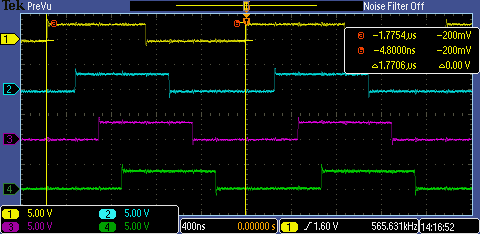 Tek PreVu Noise Filter Off
a -1.7754µs -200mV
b -4.8000ns -200mV
△1.7706µs △0.00 V
1
2
3
4
1 5.00 V 2 5.00 V
3 5.00 V 4 5.00 V
400ns 0.00000 s
1 1.60 V 565.631kHz
14:16:52